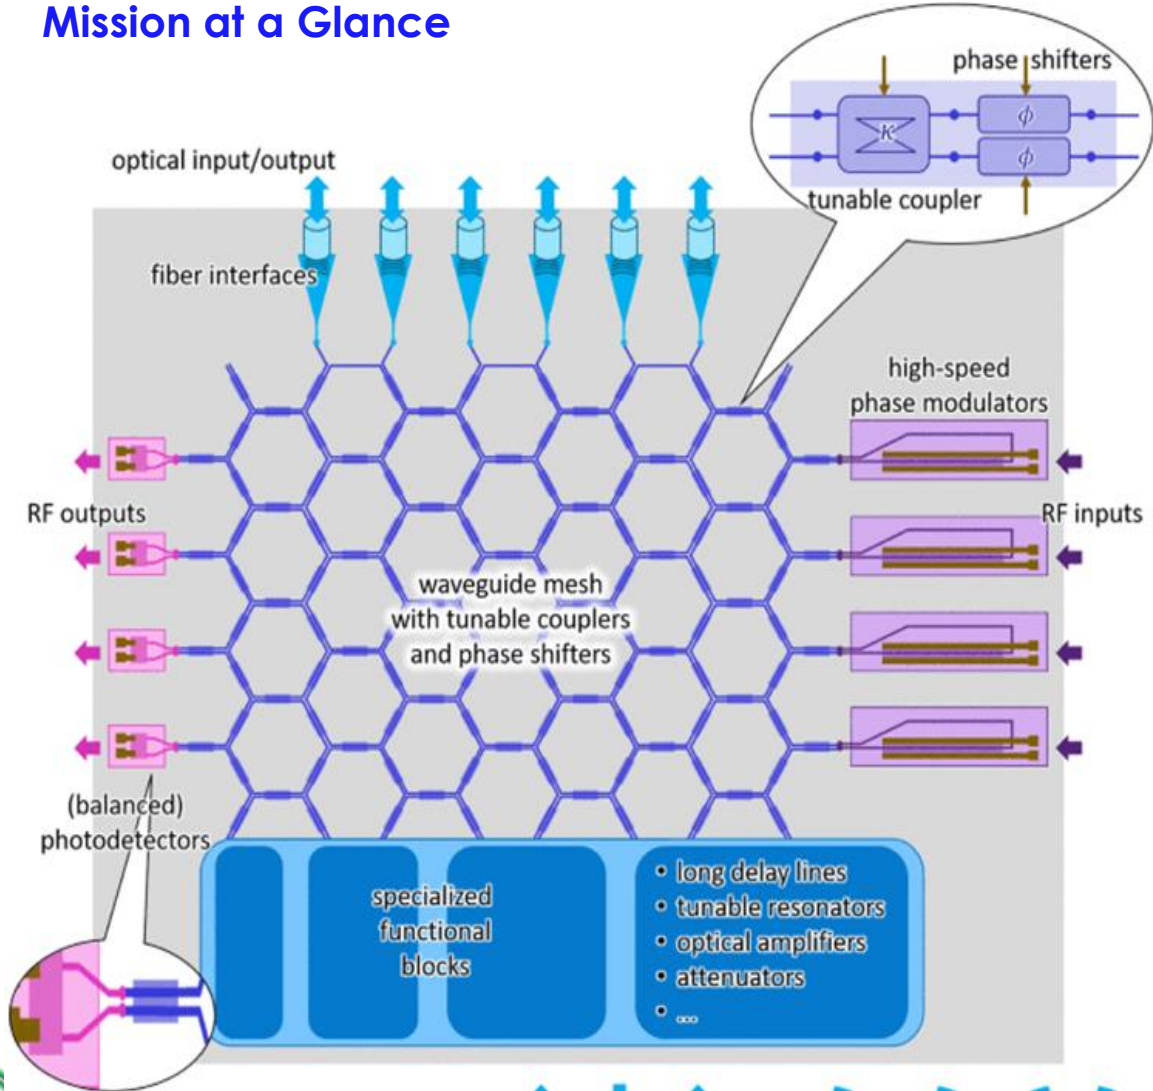 Mission at a Glance
phase shifters
κ
ϕ
ϕ
tunable coupler
optical input/output
fiber interfaces
high-speed
phase modulators
RF outputs
RF inputs
waveguide mesh
with tunable couplers
and phase shifters
(balanced)
photodetectors
specialized
functional
blocks
• long delay lines
• tunable resonators
• optical amplifiers
• attenuators
• ...